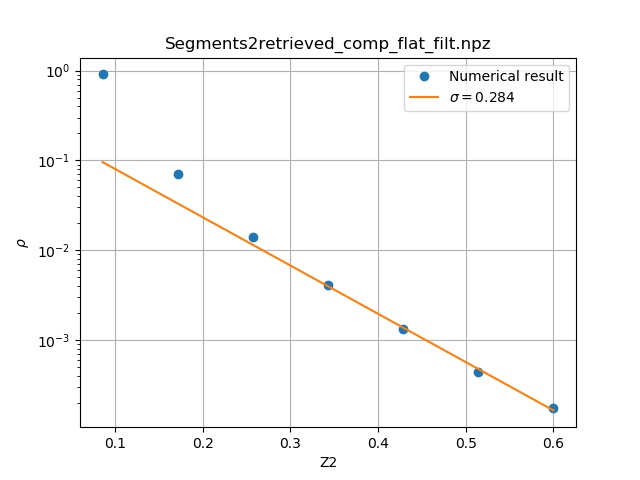 Segments2retrieved_comp_flat_filt.npz
Numerical result
σ = 0.284
10⁰
10⁻¹
10⁻²
10⁻³
ρ
0.1 0.2 0.3 0.4 0.5 0.6
Z2